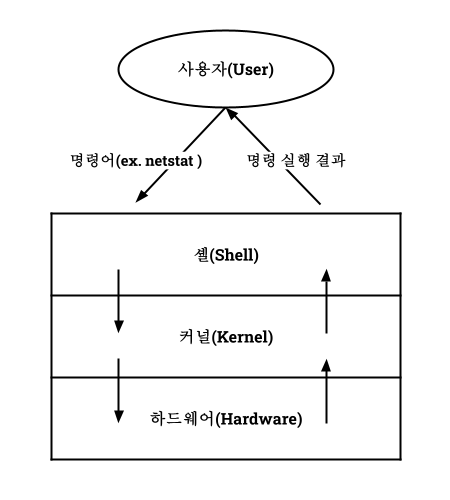 사용자(User)
명령어(ex. netstat )
명령 실행 결과
셸(Shell)
커널(Kernel)
하드웨어(Hardware)